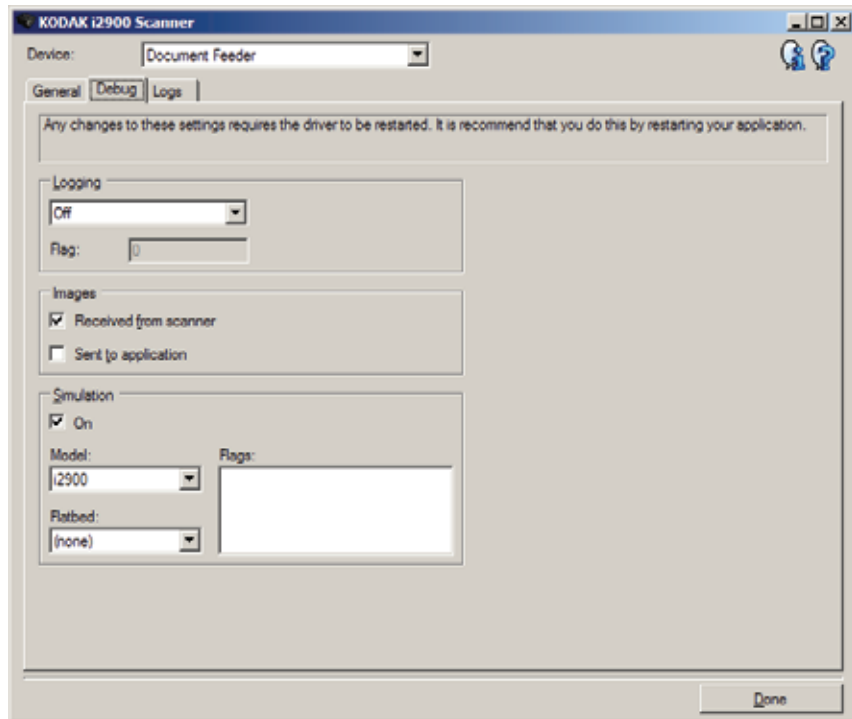 KODAK i2900 Scanner
Device: Document Feeder
General Debug Logs
Any changes to these settings requires the driver to be restarted. It is recommend that you do this by restarting your application.
Logging
Off
Flag: 0
Images
Received from scanner
Sent to application
Simulation
On
Model: Flags:
i2900
Flatbed:
(none)
Done